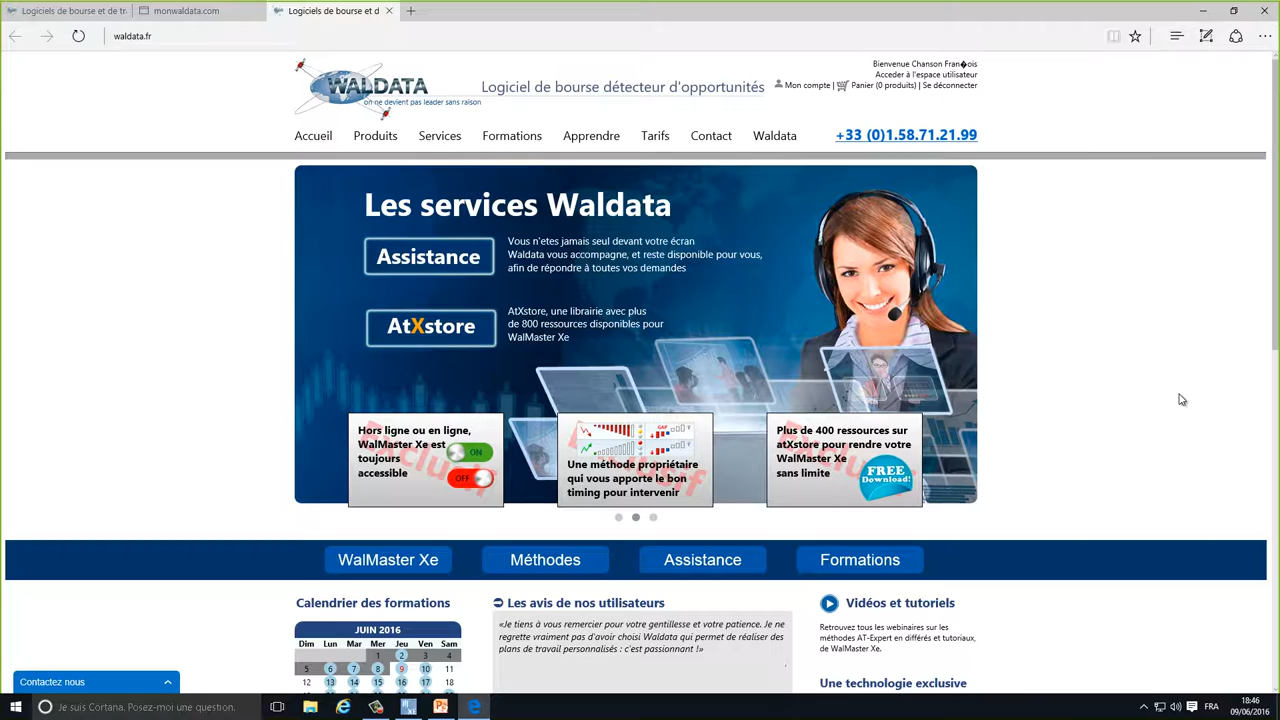 Logiciels de bourse et de tr
monwaldata.com
Logiciels de bourse et d
waldata.fr
WALDATA
on ne devient pas leader sans raison
Logiciel de bourse détecteur d'opportunités
Bienvenue Chanson Fran�ois
Acceder à l'espace utilisateur
Mon compte | Panier (0 produits) | Se déconnecter
Accueil Produits Services Formations Apprendre Tarifs Contact Waldata +33 (0)1.58.71.21.99
Les services Waldata
Assistance
Vous n'etes jamais seul devant votre écran
Waldata vous accompagne, et reste disponible pour vous,
afin de répondre à toutes vos demandes
AtXstore
AtXstore, une librairie avec plus
de 800 ressources disponibles pour
WalMaster Xe
Hors ligne ou en ligne,
WalMaster Xe est
toujours
accessible
ON
OFF
Exclusif
GAP
Une méthode propriétaire
qui vous apporte le bon
timing pour intervenir
Exclusif
Plus de 400 ressources sur
atXstore pour rendre votre
WalMaster Xe
sans limite
FREE
Download!
Exclusif
WalMaster Xe Méthodes Assistance Formations
Calendrier des formations
JUIN 2016
Dim Lun Mar Mer Jeu Ven Sam
1 2 3 4
5 6 7 8 9 10 11
12 13 14 15 16 17 18
Les avis de nos utilisateurs
«Je tiens à vous remercier pour votre gentillesse et votre patience. Je ne
regrette vraiment pas d'avoir choisi Waldata qui permet de réaliser des
plans de travail personnalisés : c'est passionnant !»
Vidéos et tutoriels
Retrouvez tous les webinaires sur les
méthodes AT-Expert en différés et tutoriaux,
de WalMaster Xe.
Une technologie exclusive
Contactez nous
Je suis Cortana. Posez-moi une question.
FRA
18:46
09/06/2016